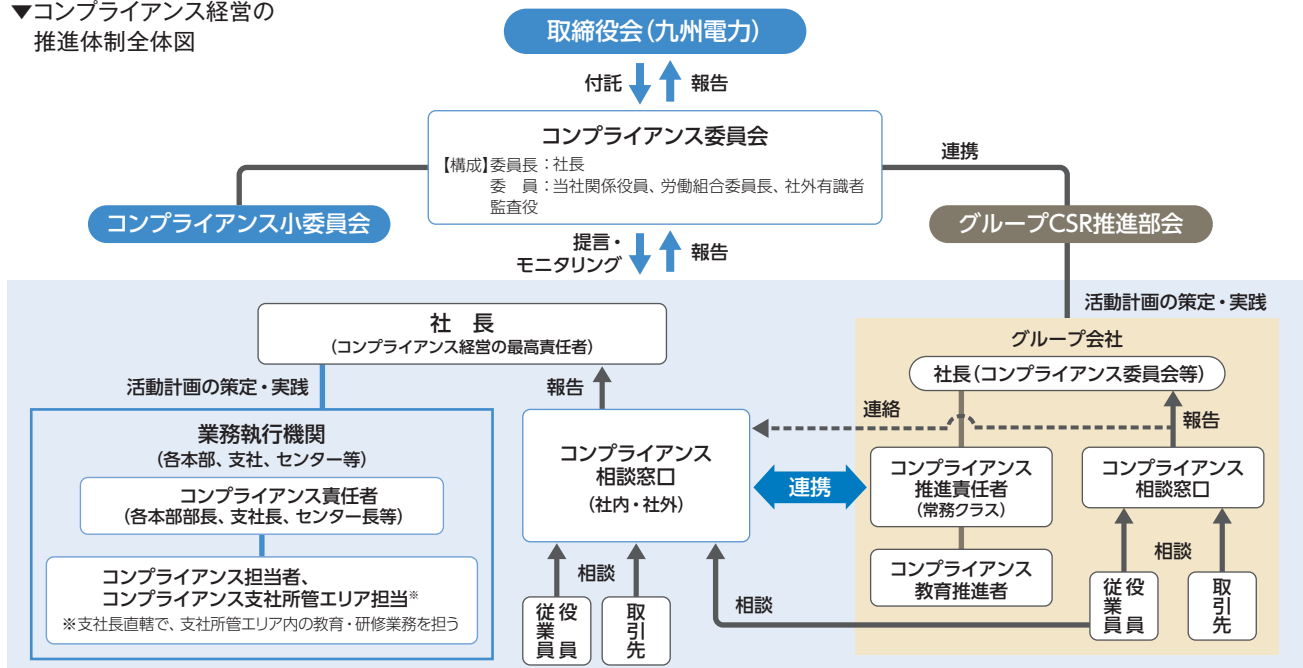 ▼コンプライアンス経営の
推進体制全体図
取締役会(九州電力)
付託
報告
コンプライアンス委員会
【構成】委員長:社長
委　員:当社関係役員、労働組合委員長、社外有識者
監査役
連携
コンプライアンス小委員会
グループCSR推進部会
提言・
モニタリング
報告
社　長
(コンプライアンス経営の最高責任者)
活動計画の策定・実践
報告
業務執行機関
(各本部、支社、センター等)
コンプライアンス責任者
(各本部部長、支社長、センター長等)
コンプライアンス担当者、
コンプライアンス支社所管エリア担当※
※支社長直轄で、支社所管エリア内の教育・研修業務を担う
コンプライアンス
相談窓口
(社内・社外)
相談
役員
従業員
取引先
連携
相談
活動計画の策定・実践
グループ会社
社長(コンプライアンス委員会等)
連絡
報告
コンプライアンス
推進責任者
(常務クラス)
コンプライアンス
教育推進者
コンプライアンス
相談窓口
相談
役員
従業員
取引先